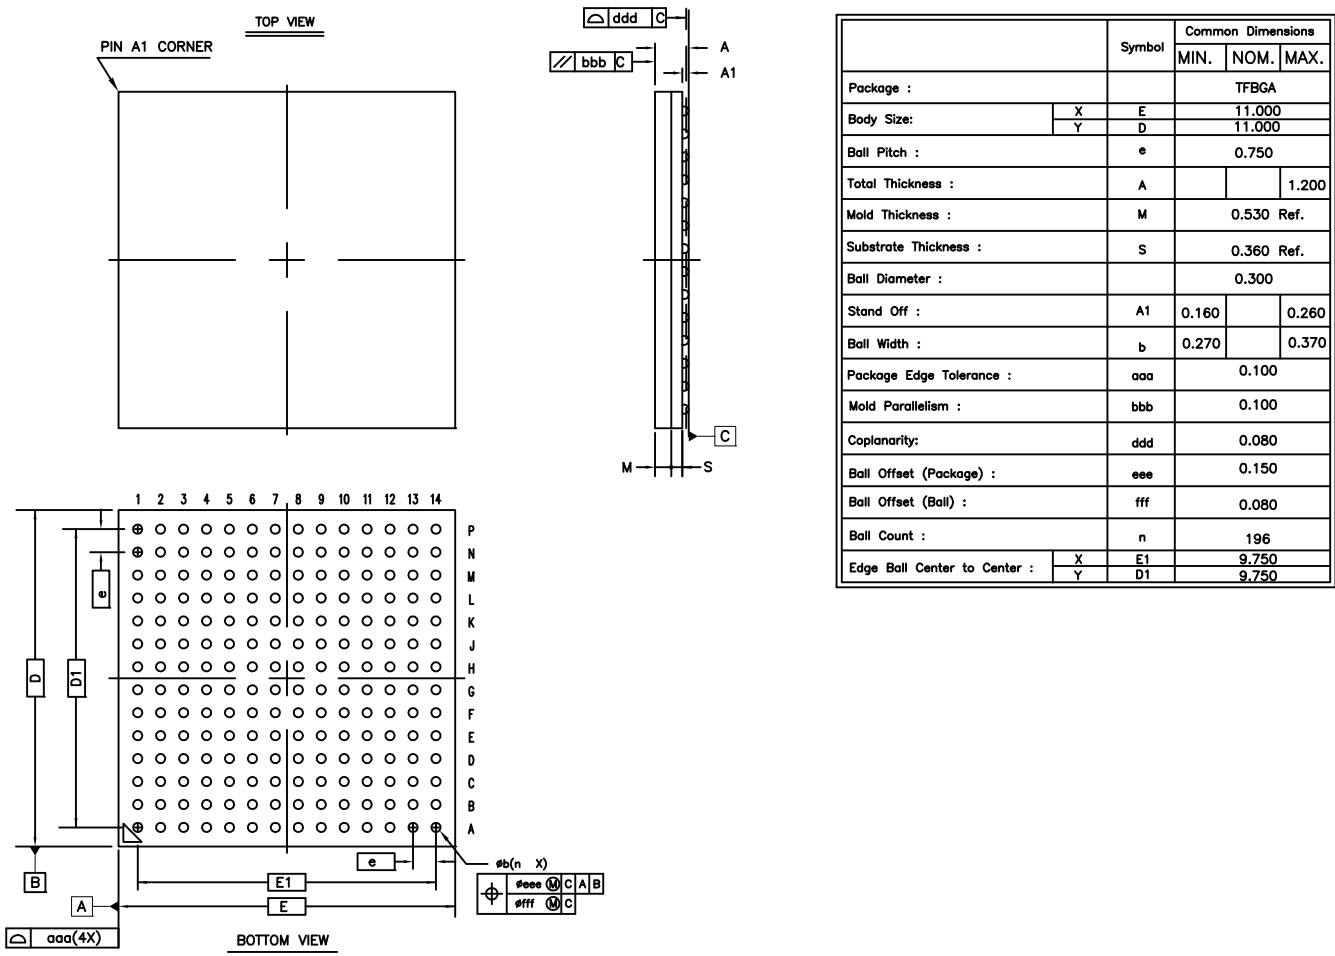 TOP VIEW
PIN A1 CORNER
ddd C
A
bbb C
A1
C
M
S
Symbol
Common Dimensions
MIN. NOM. MAX.
Package : TFBGA
Body Size: X E 11.000
Y D 11.000
Ball Pitch : e 0.750
Total Thickness : A 1.200
Mold Thickness : M 0.530 Ref.
Substrate Thickness : S 0.360 Ref.
Ball Diameter : 0.300
Stand Off : A1 0.160 0.260
Ball Width : b 0.270 0.370
Package Edge Tolerance : aaa 0.100
Mold Parallelism : bbb 0.100
Coplanarity: ddd 0.080
Ball Offset (Package) : eee 0.150
Ball Offset (Ball) : fff 0.080
Ball Count : n 196
Edge Ball Center to Center : X E1 9.750
Y D1 9.750
1 2 3 4 5 6 7 8 9 10 11 12 13 14
P
N
M
L
K
J
H
G
F
E
D
C
B
A
e
D
D1
B
e
E1
A
E
øb(n X)
øeee Ⓜ C A B
øfff Ⓜ C
aaa(4X)
BOTTOM VIEW